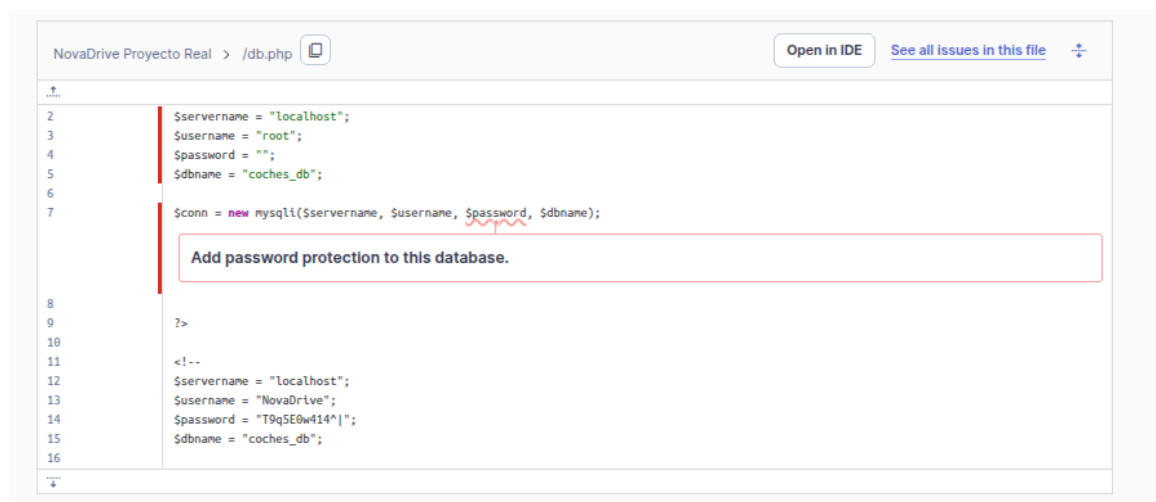 NovaDrive Proyecto Real > /db.php Open in IDE See all issues in this file
2 $servername = "localhost";
3 $username = "root";
4 $password = "";
5 $dbname = "coches_db";
6
7 $conn = new mysqli($servername, $username, $password, $dbname);
Add password protection to this database.
8
9 ?>
10
11 <!--
12 $servername = "localhost";
13 $username = "NovaDrive";
14 $password = "T9q5E0w414^|";
15 $dbname = "coches_db";
16